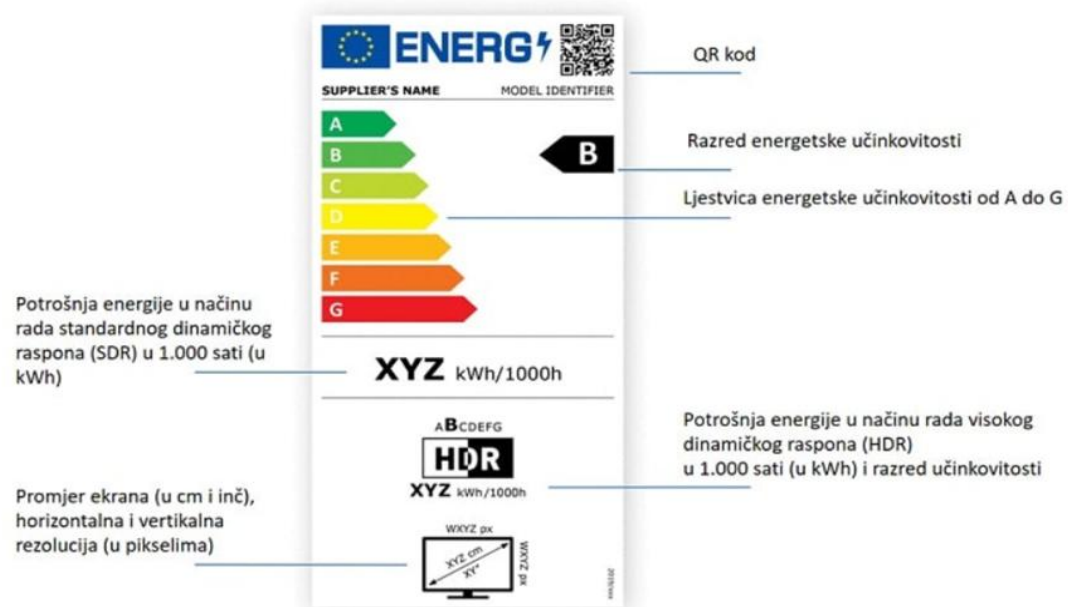 ENERG
QR kod
SUPPLIER'S NAME MODEL IDENTIFIER
A
B
B
Razred energetske učinkovitosti
C
Ljestvica energetske učinkovitosti od A do G
D
E
F
G
Potrošnja energije u načinu
rada standardnog dinamičkog
raspona (SDR) u 1.000 sati (u
kWh)
XYZ kWh/1000h
ABCDEFG
HDR
XYZ kWh/1000h
Potrošnja energije u načinu rada visokog
dinamičkog raspona (HDR)
u 1.000 sati (u kWh) i razred učinkovitosti
Promjer ekrana (u cm i inč),
horizontalna i vertikalna
rezolucija (u pikselima)
WXYZ px
XYZ cm
XY"
WXYZ px